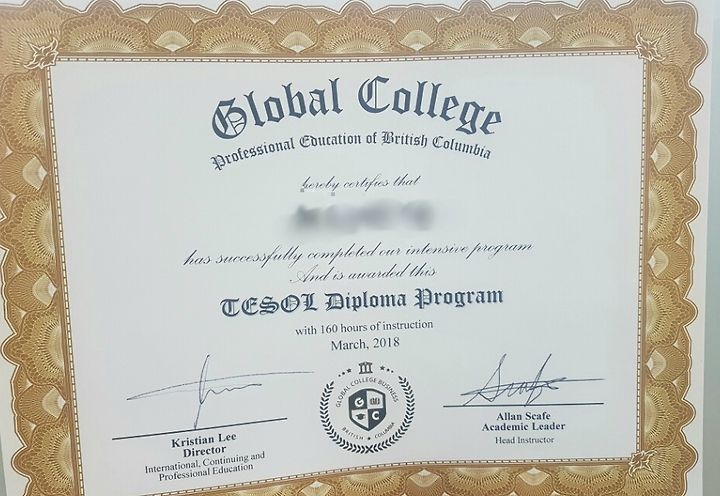 Global College
Professional Education of British Columbia
hereby certifies that
has successfully completed our intensive program
And is awarded this
TESOL Diploma Program
with 160 hours of instruction
March, 2018
GLOBAL COLLEGE BUSINESS
G C
BRITISH COLUMBIA
Kristian Lee
Director
International, Continuing and
Professional Education
Allan Scafe
Academic Leader
Head Instructor